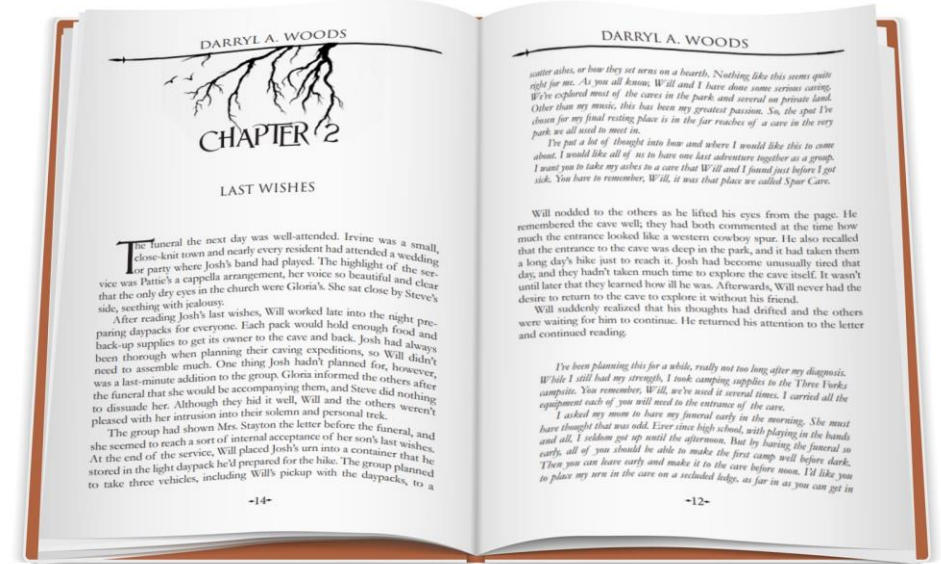 DARRYL A. WOODS
CHAPTER 2
LAST WISHES
The funeral the next day was well-attended. Irvine was a small,
close-knit town and nearly every resident had attended a wedding
or party where Josh's band had played. The highlight of the ser-
vice was Pattie's a cappella arrangement, her voice so beautiful and clear
that the only dry eyes in the church were Gloria's. She sat close by Steve's
side, seething with jealousy.
After reading Josh's last wishes, Will worked late into the night pre-
paring daypacks for everyone. Each pack would hold enough food and
back-up supplies to get its owner to the cave and back. Josh had always
been thorough when planning their caving expeditions, so Will didn't
need to assemble much. One thing Josh hadn't planned for, however,
was a last-minute addition to the group. Gloria informed the others after
the funeral that she would be accompanying them, and Steve did nothing
to dissuade her. Although they hid it well, Will and the others weren't
pleased with her intrusion into their solemn and personal trek.
The group had shown Mrs. Stayton the letter before the funeral, and
she seemed to reach a sort of internal acceptance of her son's last wishes.
At the end of the service, Will placed Josh's urn into a container that he
stored in the light daypack he'd prepared for the hike. The group planned
to take three vehicles, including Will's pickup with the daypacks, to a
-14-
DARRYL A. WOODS
scatter ashes, or how they set urns on a hearth. Nothing like this seems quite
right for me. As you all know, Will and I have done some serious caving.
We've explored most of the caves in the park and several on private land.
Other than my music, this has been my greatest passion. So, the spot I've
chosen for my final resting place is in the far reaches of a cave in the very
park we all used to meet in.
I've put a lot of thought into how and where I would like this to come
about. I would like all of us to have one last adventure together as a group.
I want you to take my ashes to a cave that Will and I found just before I got
sick. You have to remember, Will, it was that place we called Spur Cave.
Will nodded to the others as he lifted his eyes from the page. He
remembered the cave well; they had both commented at the time how
much the entrance looked like a western cowboy spur. He also recalled
that the entrance to the cave was deep in the park, and it had taken them
a long day's hike just to reach it. Josh had become unusually tired that
day, and they hadn't taken much time to explore the cave itself. It wasn't
until later that they learned how ill he was. Afterwards, Will never had the
desire to return to the cave to explore it without his friend.
Will suddenly realized that his thoughts had drifted and the others
were waiting for him to continue. He returned his attention to the letter
and continued reading.
I've been planning this for a while, really not too long after my diagnosis.
While I still had my strength, I took camping supplies to the Three Forks
campsite. You remember, Will, we've used it several times. I carried all the
equipment each of you will need to the entrance of the cave.
I asked my mom to have my funeral early in the morning. She must
have thought that was odd. Ever since high school, with playing in the bands
and all, I seldom got up until the afternoon. But by having the funeral so
early, all of you should be able to make the first camp well before dark.
Then you can leave early and make it to the cave before noon. I'd like you
to place my urn in the cave on a secluded ledge, as far in as you can get in
-12-